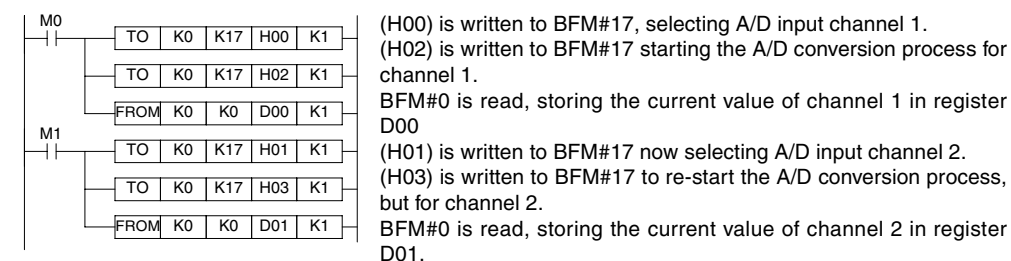 M0
TO K0 K17 H00 K1
TO K0 K17 H02 K1
FROM K0 K0 D00 K1
M1
TO K0 K17 H01 K1
TO K0 K17 H03 K1
FROM K0 K0 D01 K1
(H00) is written to BFM#17, selecting A/D input channel 1.
(H02) is written to BFM#17 starting the A/D conversion process for
channel 1.
BFM#0 is read, storing the current value of channel 1 in register
D00
(H01) is written to BFM#17 now selecting A/D input channel 2.
(H03) is written to BFM#17 to re-start the A/D conversion process,
but for channel 2.
BFM#0 is read, storing the current value of channel 2 in register
D01.